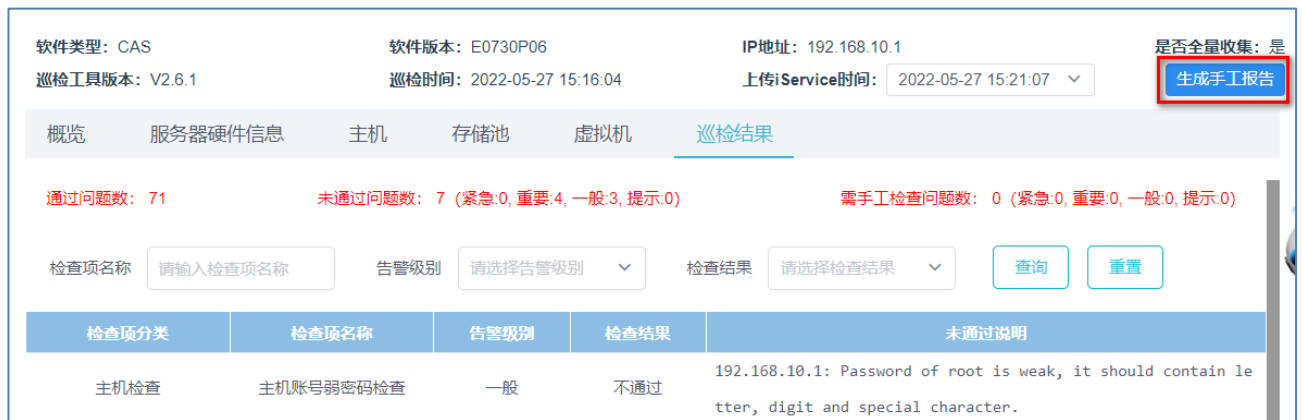 软件类型：CAS 软件版本：E0730P06 IP地址：192.168.10.1 是否全量收集：是
巡检工具版本：V2.6.1 巡检时间：2022-05-27 15:16:04 上传iService时间： 2022-05-27 15:21:07 生成手工报告
概览 服务器硬件信息 主机 存储池 虚拟机 巡检结果
通过问题数： 71 未通过问题数： 7 (紧急:0, 重要:4, 一般:3, 提示:0) 需手工检查问题数： 0 (紧急:0, 重要:0, 一般:0, 提示:0)
检查项名称 请输入检查项名称 告警级别 请选择告警级别 检查结果 请选择检查结果 查询 重置
检查项分类 检查项名称 告警级别 检查结果 未通过说明
主机检查 主机账号弱密码检查 一般 不通过 192.168.10.1: Password of root is weak, it should contain le
tter, digit and special character.